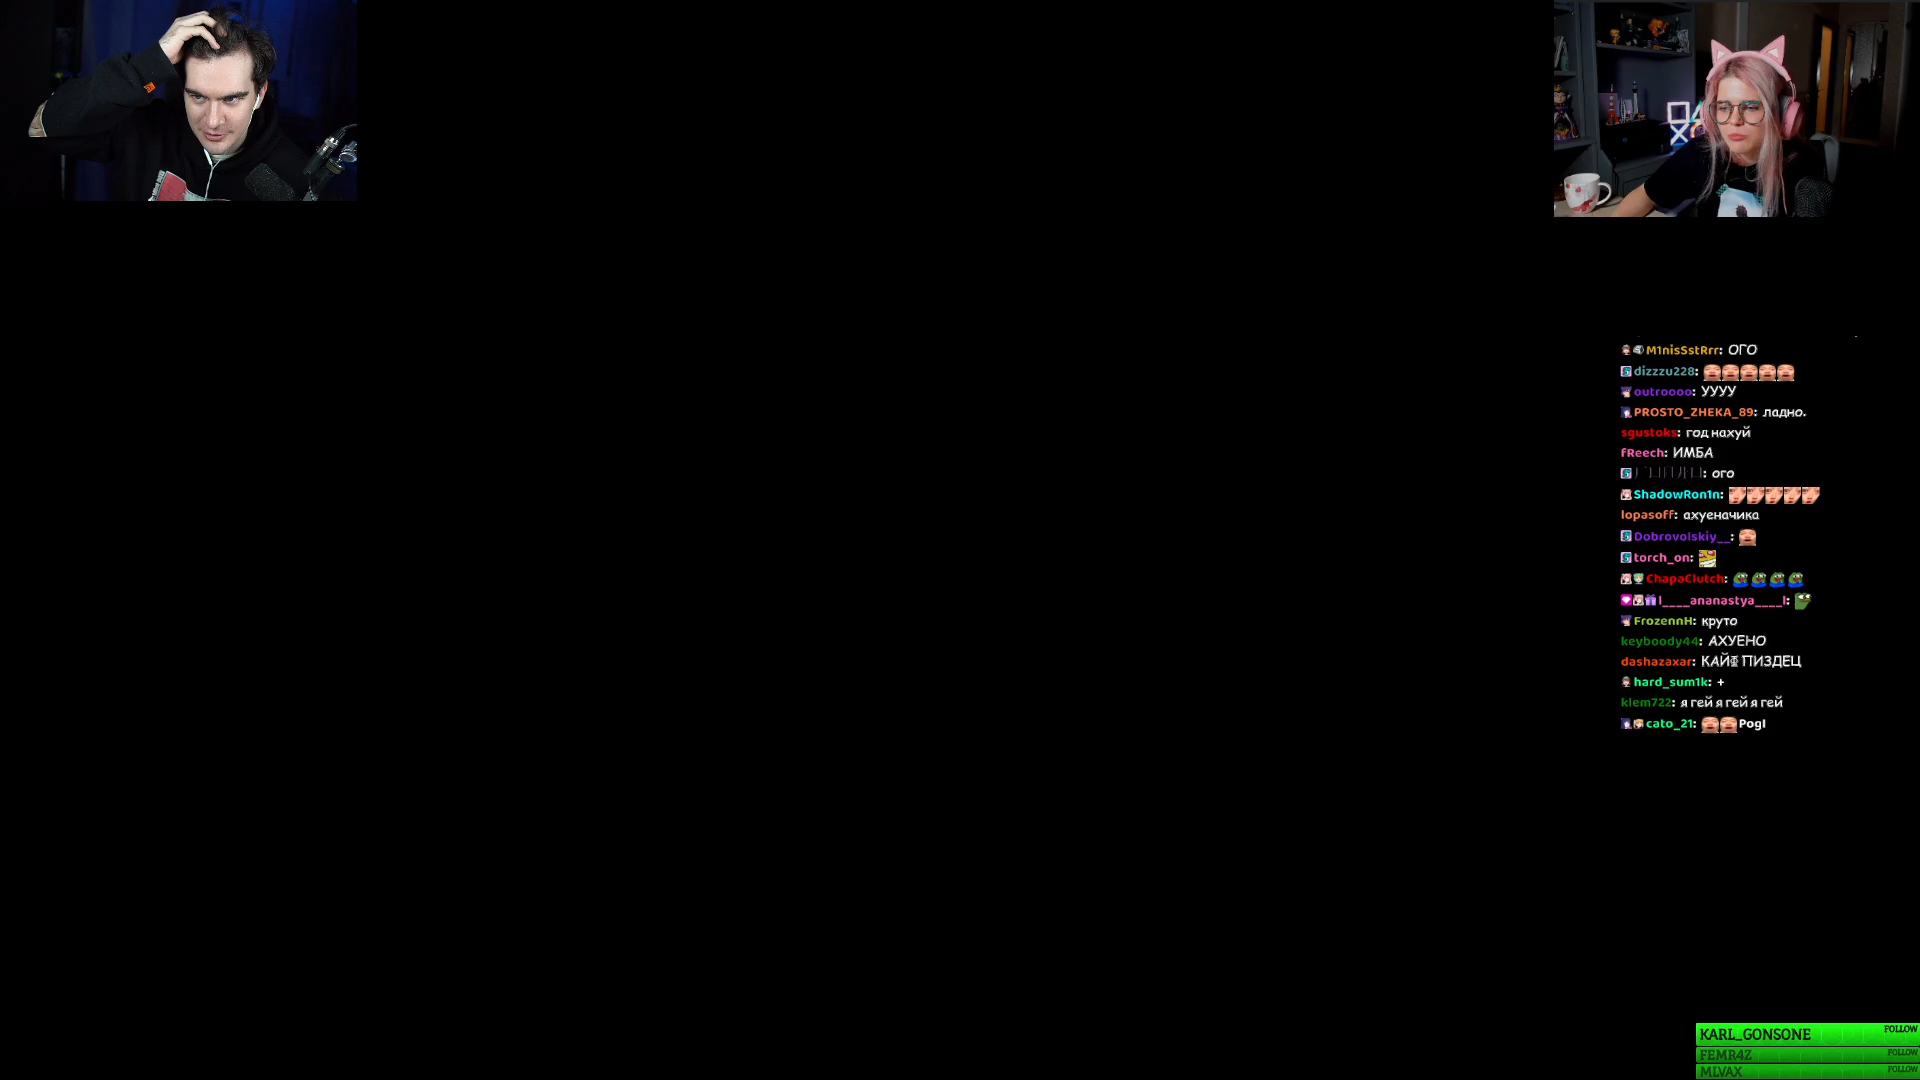 M1nisSstRrr: ОГО
dizzzu228:
outroooo: УУУУ
PROSTO_ZHEKA_89: ладно.
sgustoks: год нахуй
fReech: ИМБА
: ого
ShadowRon1n:
lopasoff: ахуеначика
Dobrovolskiy__:
torch_on:
ChapaClutch:
l____ananastya____l:
FrozennH: круто
keyboody44: АХУЕНО
dashazaxar: КАЙФ ПИЗДЕЦ
hard_sum1k: +
klem722: я гей я гей я гей
cato_21: PogI
KARL_GONSONE FOLLOW
FEMR4Z FOLLOW
MLVAX FOLLOW